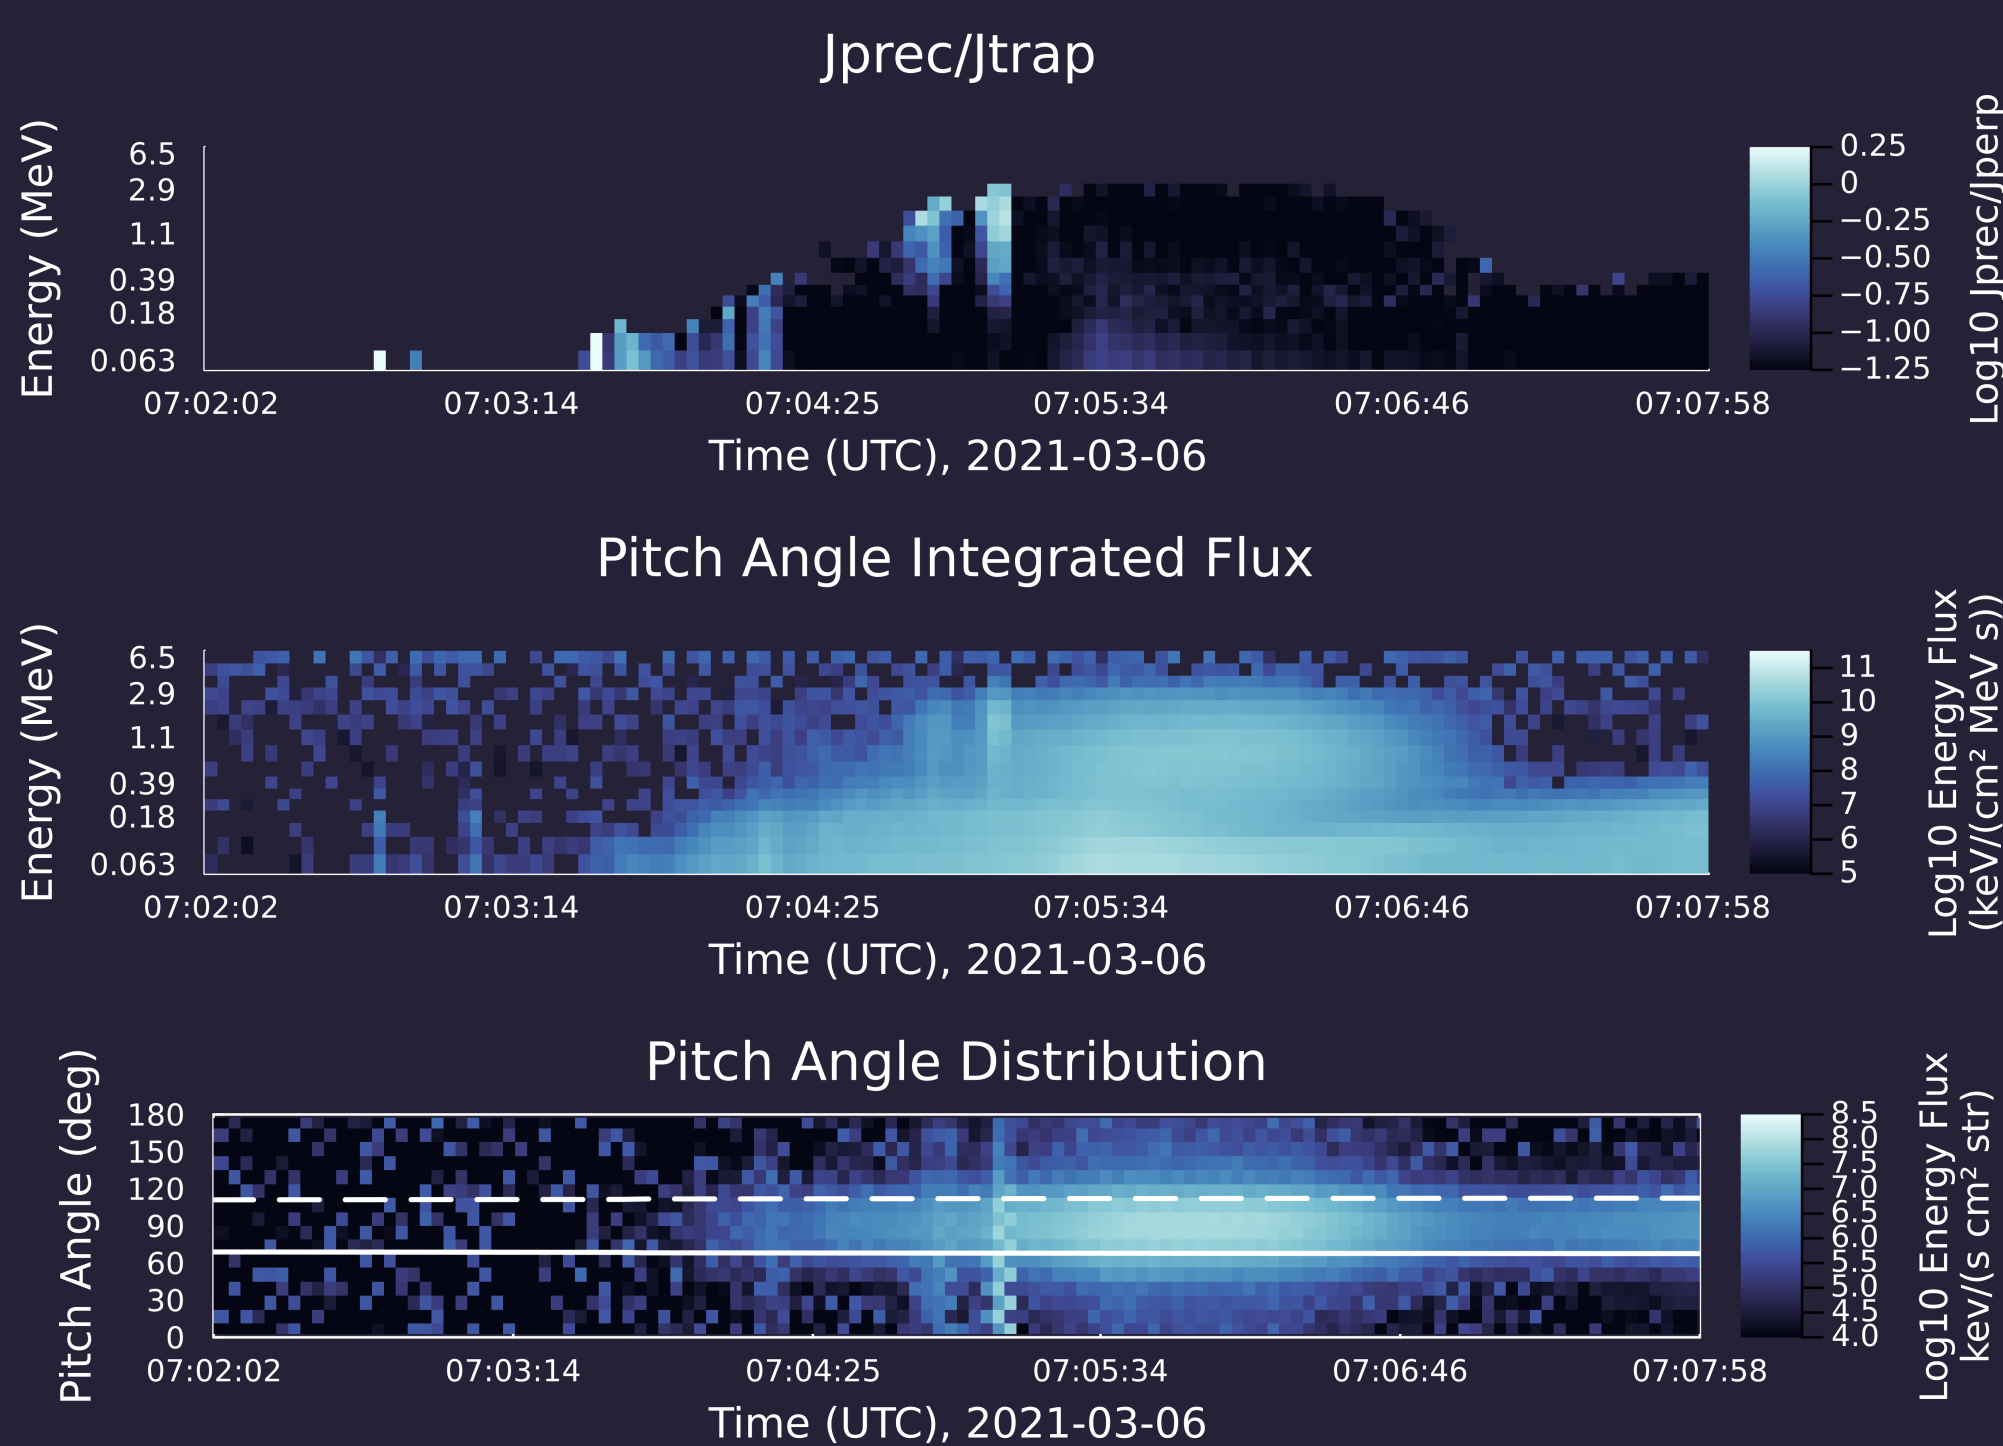 Jprec/Jtrap
Energy (MeV)
6.5
2.9
1.1
0.39
0.18
0.063
07:02:02 07:03:14 07:04:25 07:05:34 07:06:46 07:07:58
Time (UTC), 2021-03-06
0.25
0
−0.25
−0.50
−0.75
−1.00
−1.25
Log10 Jprec/Jperp
Pitch Angle Integrated Flux
Energy (MeV)
6.5
2.9
1.1
0.39
0.18
0.063
07:02:02 07:03:14 07:04:25 07:05:34 07:06:46 07:07:58
Time (UTC), 2021-03-06
11
10
9
8
7
6
5
Log10 Energy Flux
(keV/(cm² MeV s))
Pitch Angle Distribution
Pitch Angle (deg)
180
150
120
90
60
30
0
07:02:02 07:03:14 07:04:25 07:05:34 07:06:46 07:07:58
Time (UTC), 2021-03-06
8.5
8.0
7.5
7.0
6.5
6.0
5.5
5.0
4.5
4.0
Log10 Energy Flux
kev/(s cm² str)